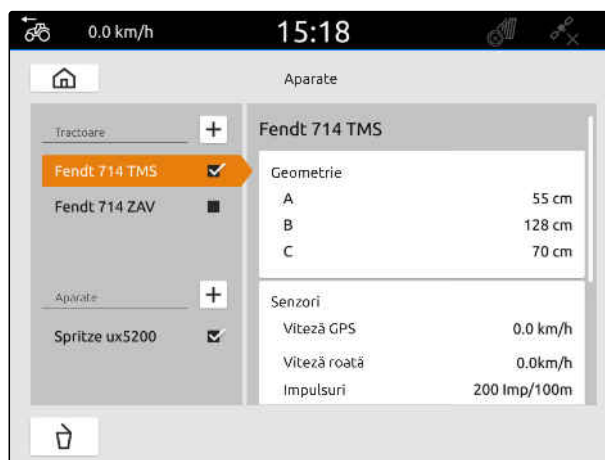 0.0 km/h 15:18
Aparate
Tractoare
Fendt 714 TMS
Fendt 714 ZAV
Aparate
Spritze ux5200
Fendt 714 TMS
Geometrie
A 55 cm
B 128 cm
C 70 cm
Senzori
Viteză GPS 0.0 km/h
Viteză roată 0.0km/h
Impulsuri 200 Imp/100m